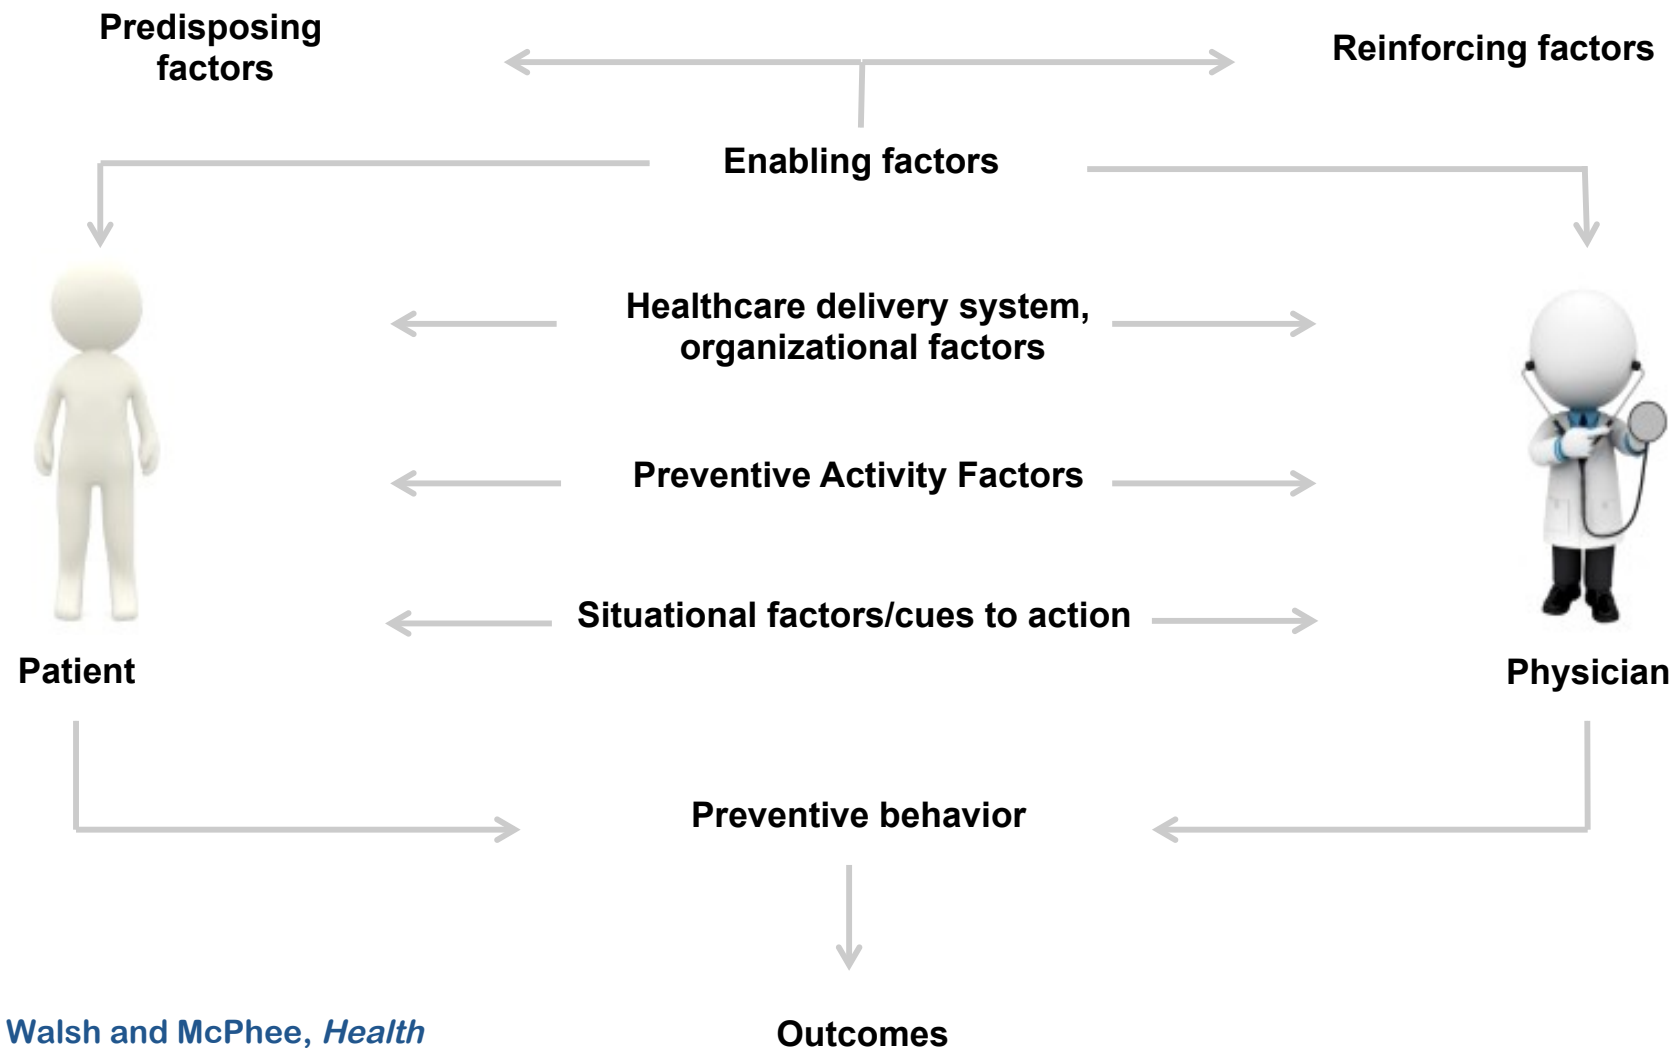 Predisposing
factors
Reinforcing factors
Enabling factors
Healthcare delivery system,
organizational factors
Preventive Activity Factors
Situational factors/cues to action
Patient
Physician
Preventive behavior
Walsh and McPhee, Health
Outcomes